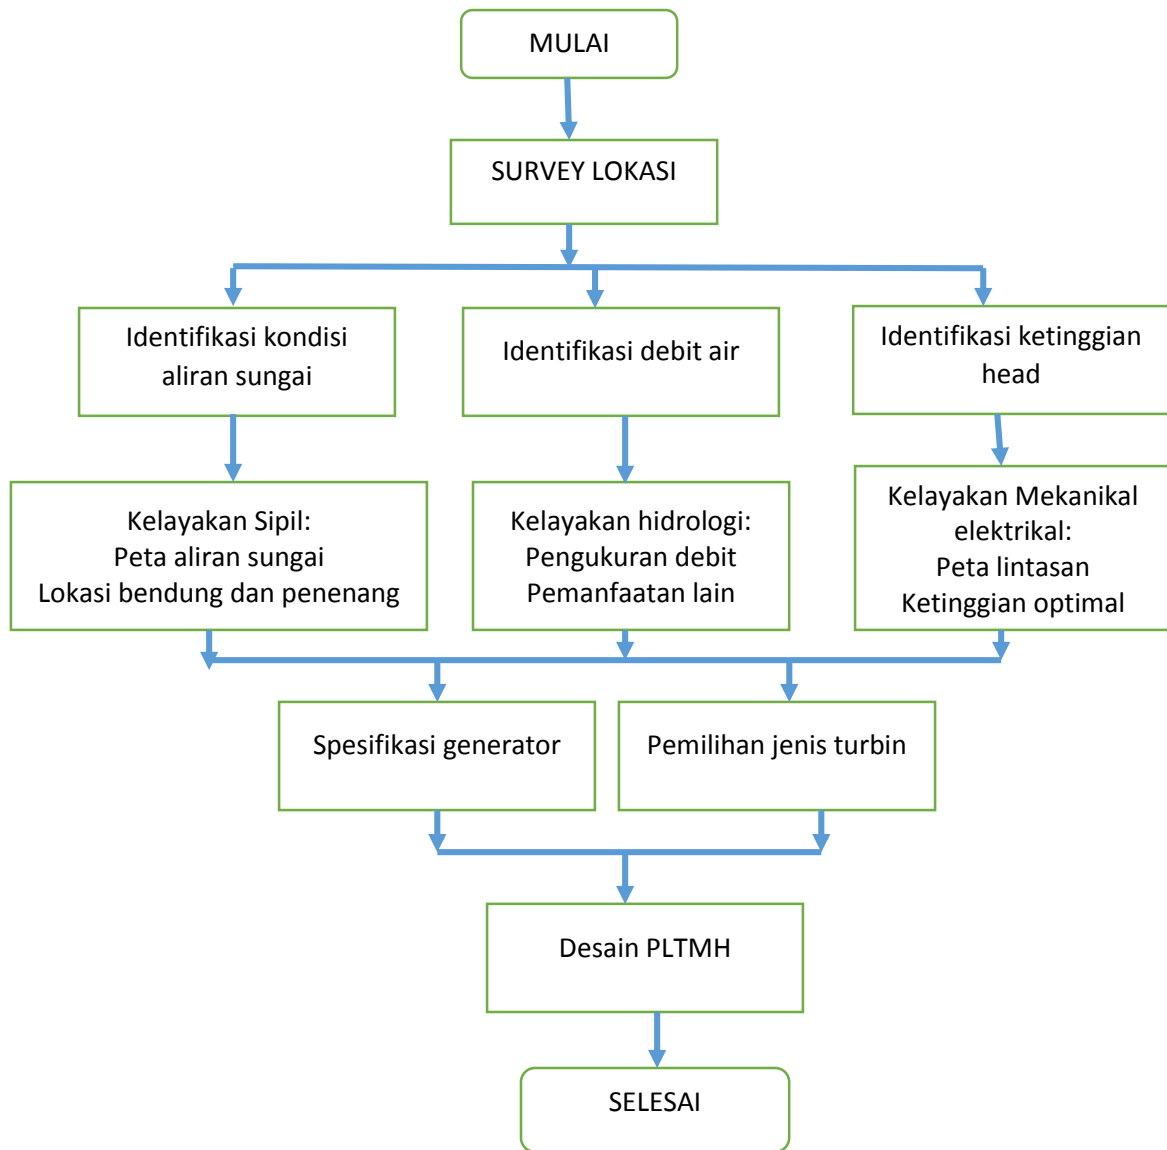 MULAI
SURVEY LOKASI
Identifikasi kondisi
aliran sungai
Identifikasi debit air
Identifikasi ketinggian
head
Kelayakan Sipil:
Peta aliran sungai
Lokasi bendung dan penenang
Kelayakan hidrologi:
Pengukuran debit
Pemanfaatan lain
Kelayakan Mekanikal
elektrikal:
Peta lintasan
Ketinggian optimal
Spesifikasi generator
Pemilihan jenis turbin
Desain PLTMH
SELESAI